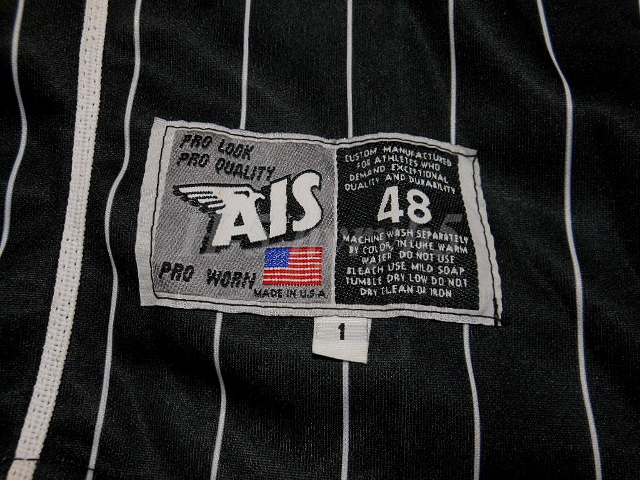 PRO LOOK
PRO QUALITY
AIS
PRO WORN
MADE IN U.S.A.
CUSTOM MANUFACTURED
FOR ATHLETES WHO
DEMAND EXCEPTIONAL
QUALITY AND DURABILITY
48
MACHINE WASH SEPARATELY
BY COLOR, IN LUKE WARM
WATER DO NOT USE
BLEACH USE MILD SOAP
TUMBLE DRY LOW DO NOT
DRY CLEAN OR IRON
1